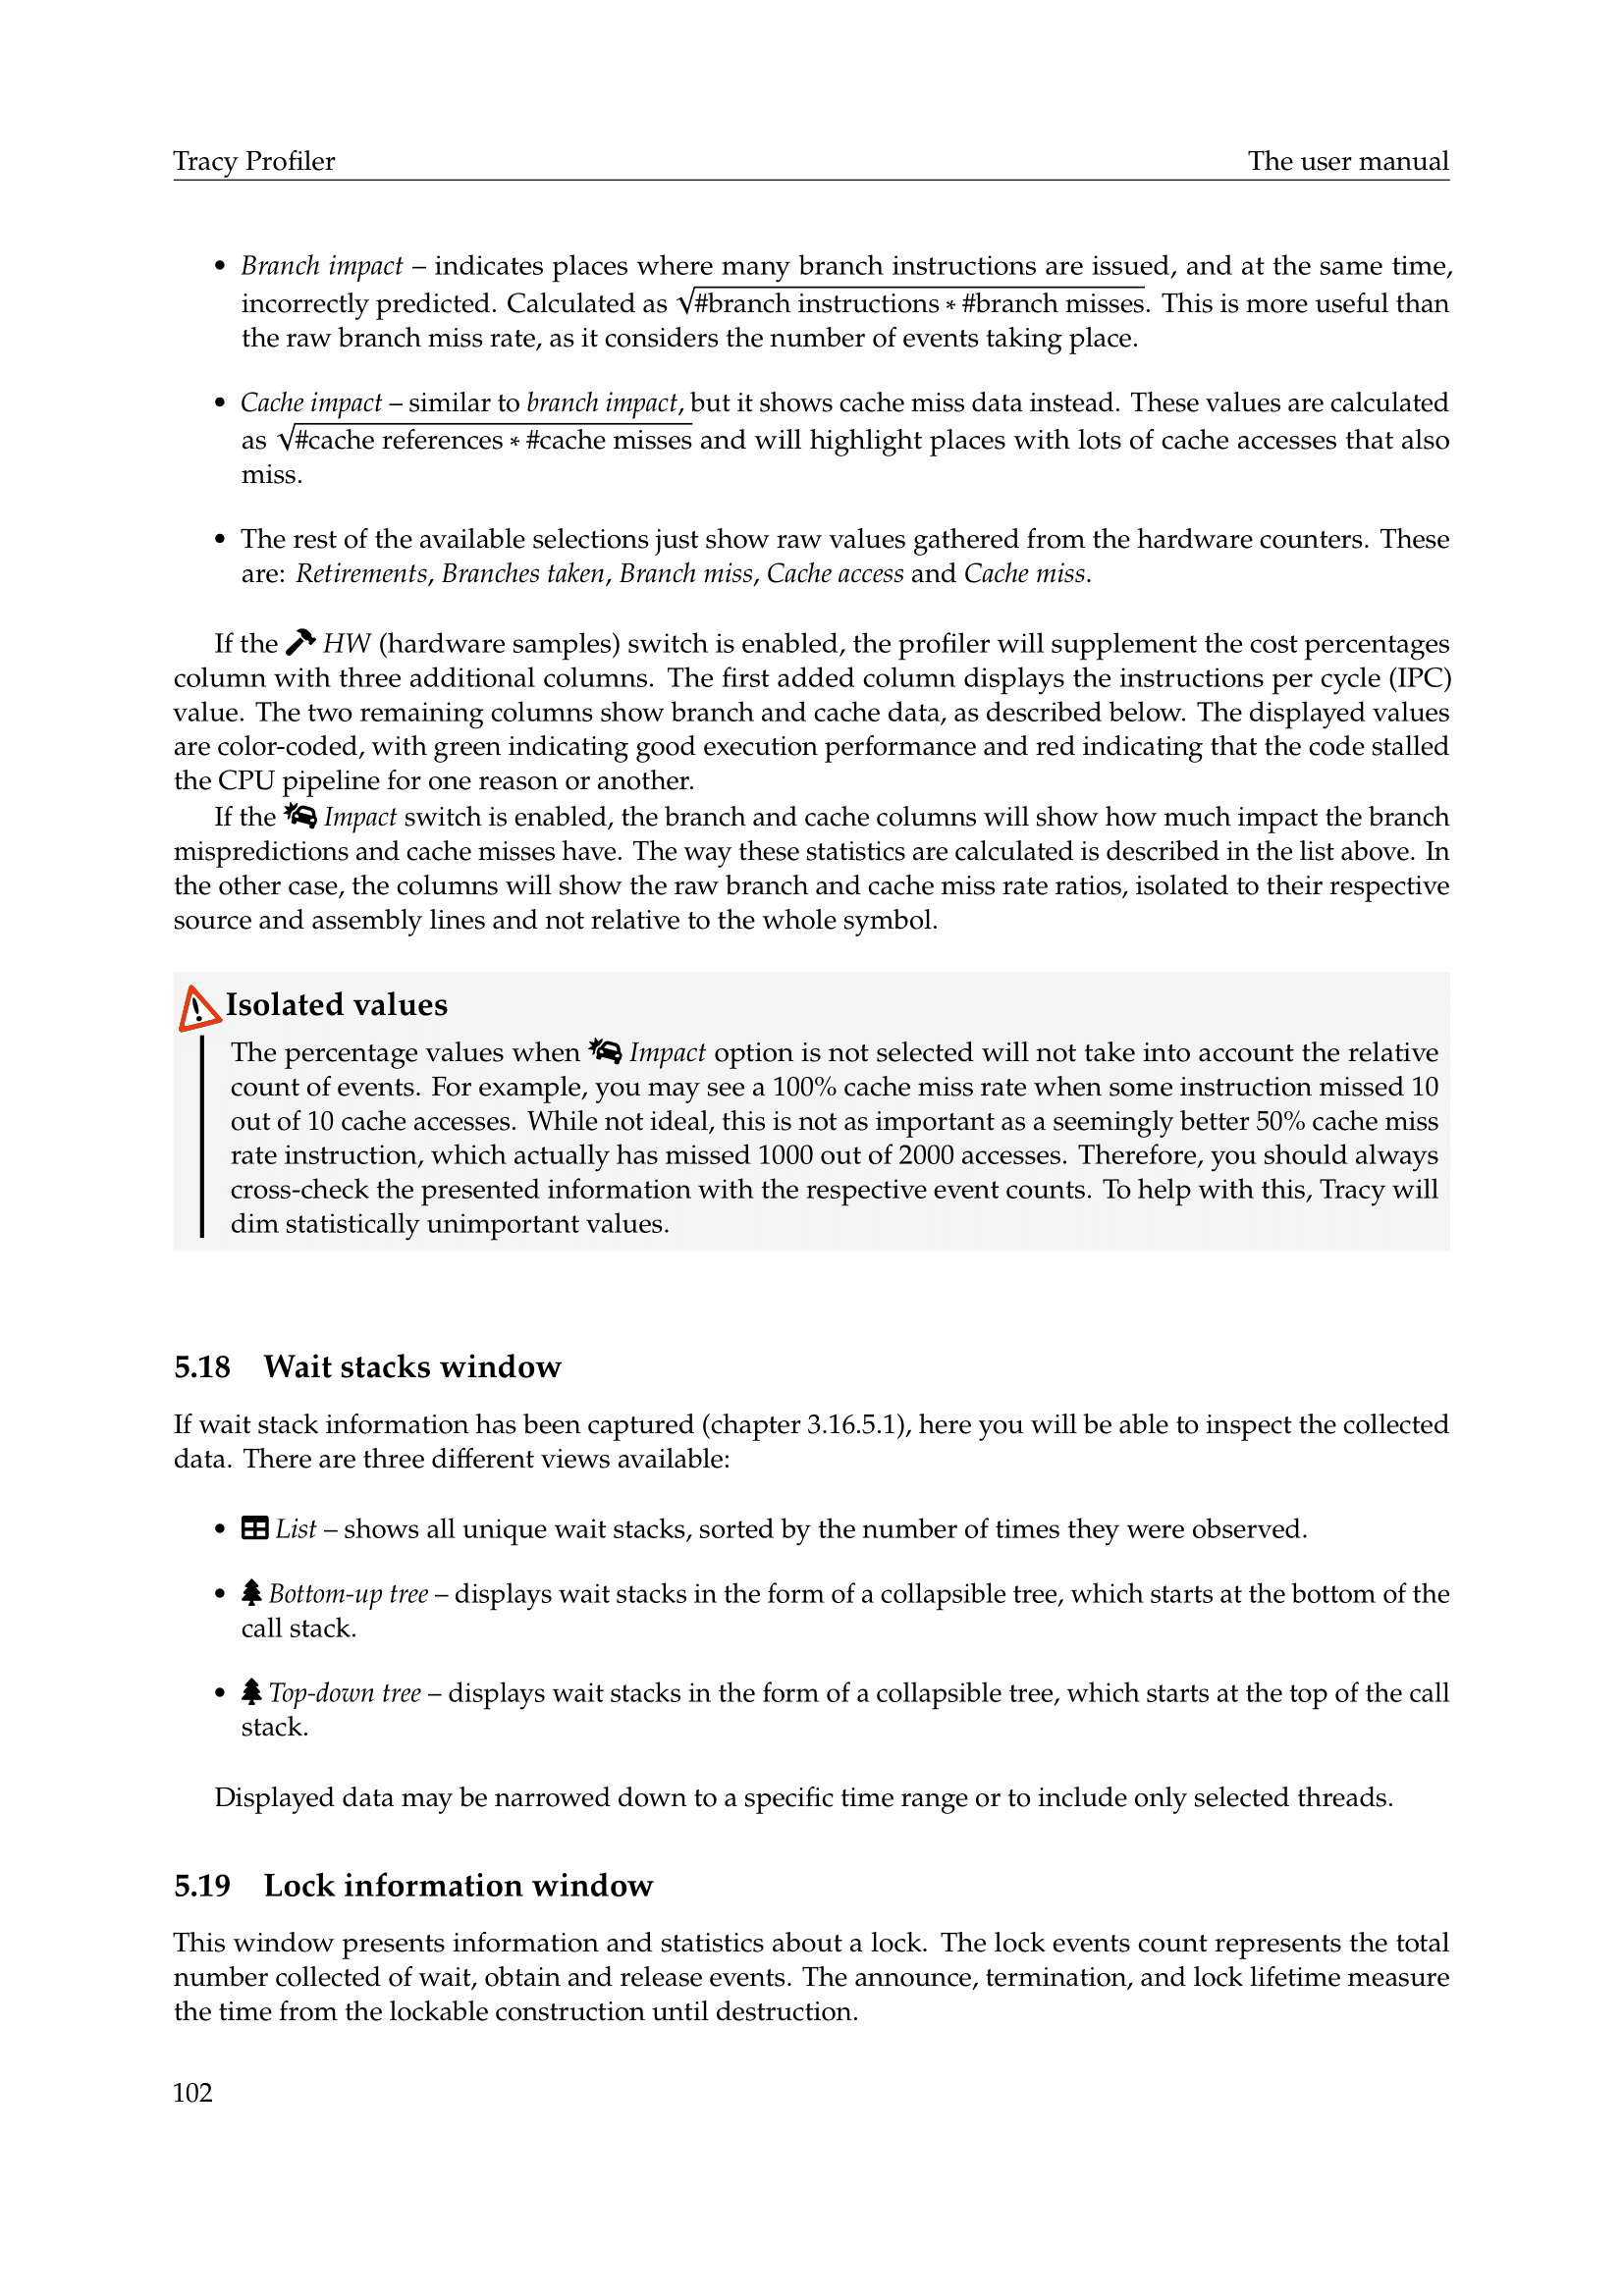 Tracy Profiler The user manual
• Branch impact – indicates places where many branch instructions are issued, and at the same time,
incorrectly predicted. Calculated as √#branch instructions * #branch misses. This is more useful than
the raw branch miss rate, as it considers the number of events taking place.
• Cache impact – similar to branch impact, but it shows cache miss data instead. These values are calculated
as √#cache references * #cache misses and will highlight places with lots of cache accesses that also
miss.
• The rest of the available selections just show raw values gathered from the hardware counters. These
are: Retirements, Branches taken, Branch miss, Cache access and Cache miss.
If the HW (hardware samples) switch is enabled, the profiler will supplement the cost percentages
column with three additional columns. The first added column displays the instructions per cycle (IPC)
value. The two remaining columns show branch and cache data, as described below. The displayed values
are color-coded, with green indicating good execution performance and red indicating that the code stalled
the CPU pipeline for one reason or another.
If the Impact switch is enabled, the branch and cache columns will show how much impact the branch
mispredictions and cache misses have. The way these statistics are calculated is described in the list above. In
the other case, the columns will show the raw branch and cache miss rate ratios, isolated to their respective
source and assembly lines and not relative to the whole symbol.
Isolated values
The percentage values when Impact option is not selected will not take into account the relative
count of events. For example, you may see a 100% cache miss rate when some instruction missed 10
out of 10 cache accesses. While not ideal, this is not as important as a seemingly better 50% cache miss
rate instruction, which actually has missed 1000 out of 2000 accesses. Therefore, you should always
cross-check the presented information with the respective event counts. To help with this, Tracy will
dim statistically unimportant values.
5.18 Wait stacks window
If wait stack information has been captured (chapter 3.16.5.1), here you will be able to inspect the collected
data. There are three different views available:
• List – shows all unique wait stacks, sorted by the number of times they were observed.
• Bottom-up tree – displays wait stacks in the form of a collapsible tree, which starts at the bottom of the
call stack.
• Top-down tree – displays wait stacks in the form of a collapsible tree, which starts at the top of the call
stack.
Displayed data may be narrowed down to a specific time range or to include only selected threads.
5.19 Lock information window
This window presents information and statistics about a lock. The lock events count represents the total
number collected of wait, obtain and release events. The announce, termination, and lock lifetime measure
the time from the lockable construction until destruction.
102